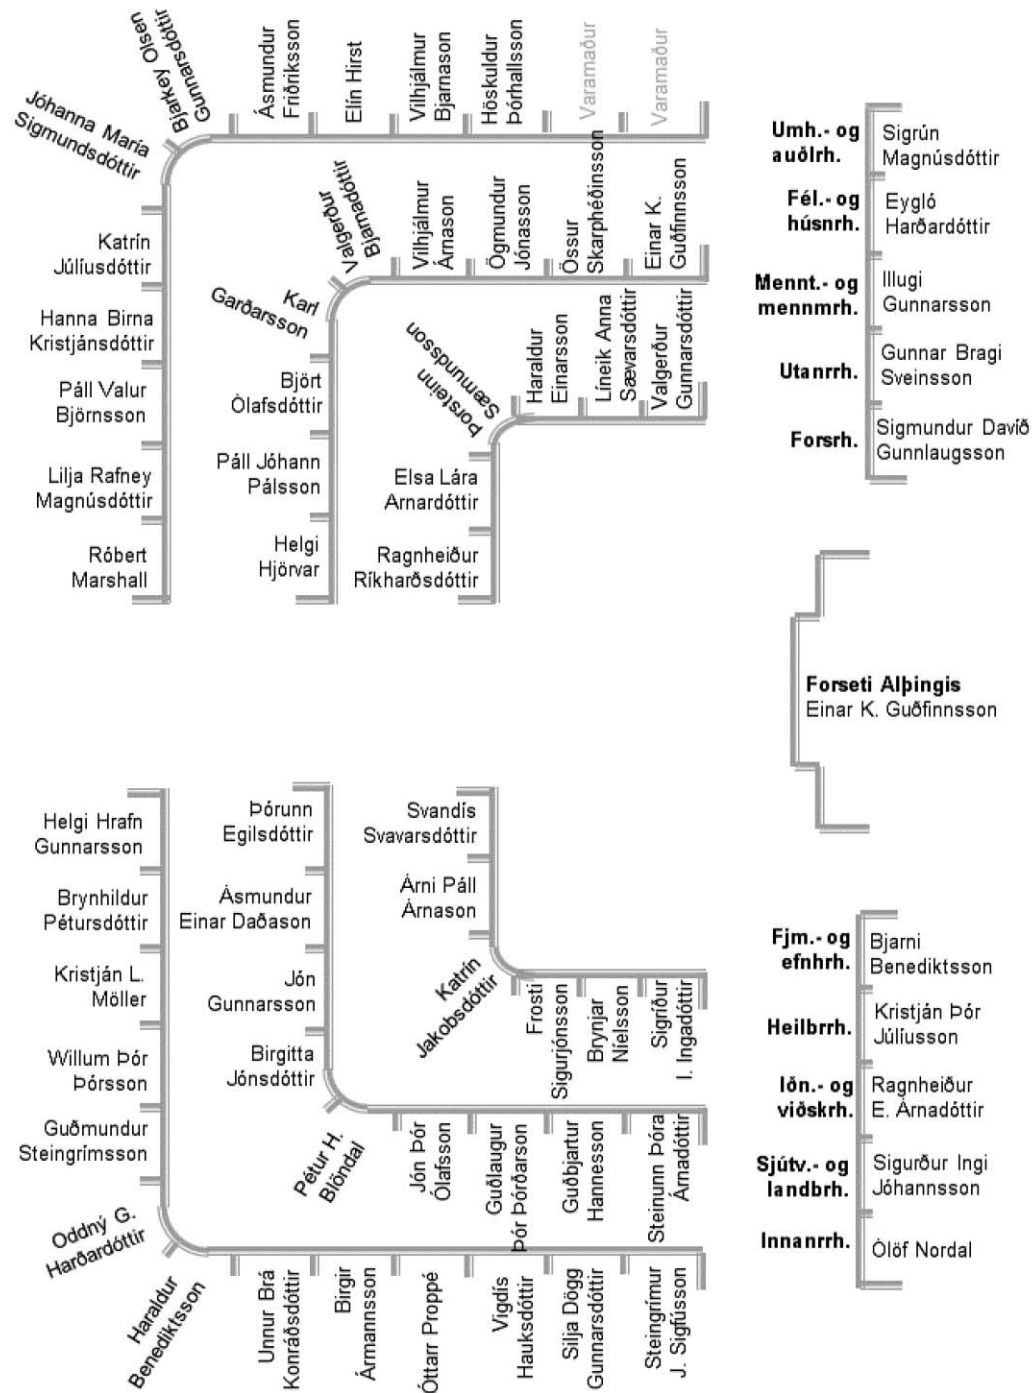 Jóhanna María
Sigmundsdóttir
Bjarkey Olsen
Gunnarsdóttir
Ásmundur
Friðriksson
Elín Hirst
Vilhjálmur
Bjarnason
Höskuldur
Þórhallsson
Varamaður
Varamaður
Katrín
Júlíusdóttir
Hanna Birna
Kristjánsdóttir
Páll Valur
Björnsson
Lilja Rafney
Magnúsdóttir
Róbert
Marshall
Karl
Garðarsson
Valgerður
Bjarnadóttir
Vilhjálmur
Árnason
Ögmundur
Jónasson
Össur
Skarphéðinsson
Einar K.
Guðfinnsson
Björt
Ólafsdóttir
Páll Jóhann
Pálsson
Helgi
Hjörvar
Þorsteinn
Sæmundsson
Haraldur
Einarsson
Líneik Anna
Sævarsdóttir
Valgerður
Gunnarsdóttir
Elsa Lára
Arnardóttir
Ragnheiður
Ríkharðsdóttir
Umh.- og
auðlrh.
Sigrún
Magnúsdóttir
Fél.- og
húsnrh.
Eygló
Harðardóttir
Mennt.- og
mennmrh.
Illugi
Gunnarsson
Utanrrh.
Gunnar Bragi
Sveinsson
Forsrh.
Sigmundur Davíð
Gunnlaugsson
Forseti Alþingis
Einar K. Guðfinnsson
Helgi Hrafn
Gunnarsson
Brynhildur
Pétursdóttir
Kristján L.
Möller
Willum Þór
Þórsson
Guðmundur
Steingrímsson
Oddný G.
Harðardóttir
Haraldur
Benediktsson
Unnur Brá
Konráðsdóttir
Birgir
Ármannsson
Óttarr Proppé
Vigdís
Hauksdóttir
Silja Dögg
Gunnarsdóttir
Steingrímur
J. Sigfússon
Þórunn
Egilsdóttir
Ásmundur
Einar Daðason
Jón
Gunnarsson
Birgitta
Jónsdóttir
Pétur H.
Blöndal
Jón Þór
Ólafsson
Guðlaugur
Þór Þórðarson
Guðbjartur
Hannesson
Steinunn Þóra
Árnadóttir
Svandís
Svavarsdóttir
Árni Páll
Árnason
Katrín
Jakobsdóttir
Frosti
Sigurjónsson
Brynjar
Níelsson
Sigríður
I. Ingadóttir
Fjm.- og
efnhrh.
Bjarni
Benediktsson
Heilbrrh.
Kristján Þór
Júlíusson
Iðn.- og
viðskrh.
Ragnheiður
E. Árnadóttir
Sjútv.- og
landbrh.
Sigurður Ingi
Jóhannsson
Innanrrh.
Ólöf Nordal